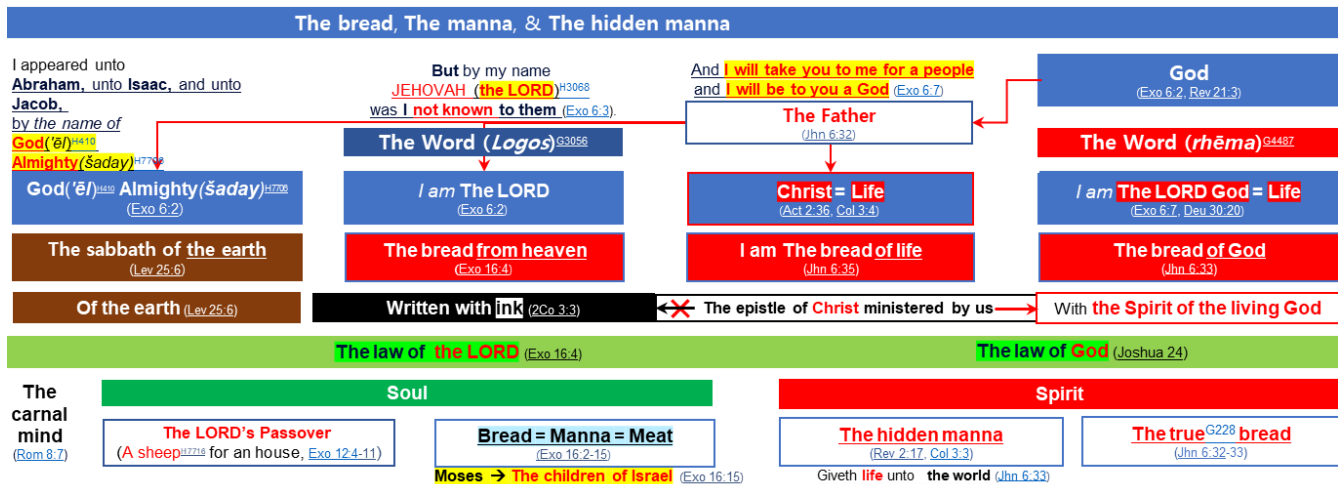 The bread, The manna, & The hidden manna
I appeared unto
Abraham, unto Isaac, and unto
Jacob,
by the name of
God('ēl)H410
Almighty(šaday)H7706
But by my name
JEHOVAH (the LORD)H3068
was I not known to them (Exo 6:3).
And I will take you to me for a people
and I will be to you a God (Exo 6:7)
God
(Exo 6:2, Rev 21:3)
The Father
(Jhn 6:32)
The Word (Logos)G3056
The Word (rhēma)G4487
God('ēl)H410 Almighty(šaday)H7706
(Exo 6:2)
I am The LORD
(Exo 6:2)
Christ = Life
(Act 2:36, Col 3:4)
I am The LORD God = Life
(Exo 6:7, Deu 30:20)
The sabbath of the earth
(Lev 25:6)
The bread from heaven
(Exo 16:4)
I am The bread of life
(Jhn 6:35)
The bread of God
(Jhn 6:33)
Of the earth (Lev 25:6)
Written with ink (2Co 3:3)
The epistle of Christ ministered by us
With the Spirit of the living God
The law of the LORD (Exo 16:4)
The law of God (Joshua 24)
The
carnal
mind
(Rom 8:7)
Soul
Spirit
The LORD's Passover
(A sheepH7716 for an house, Exo 12:4-11)
Bread = Manna = Meat
(Exo 16:2-15)
Moses → The children of Israel (Exo 16:15)
The hidden manna
(Rev 2:17, Col 3:3)
Giveth life unto the world (Jhn 6:33)
The trueG228 bread
(Jhn 6:32-33)